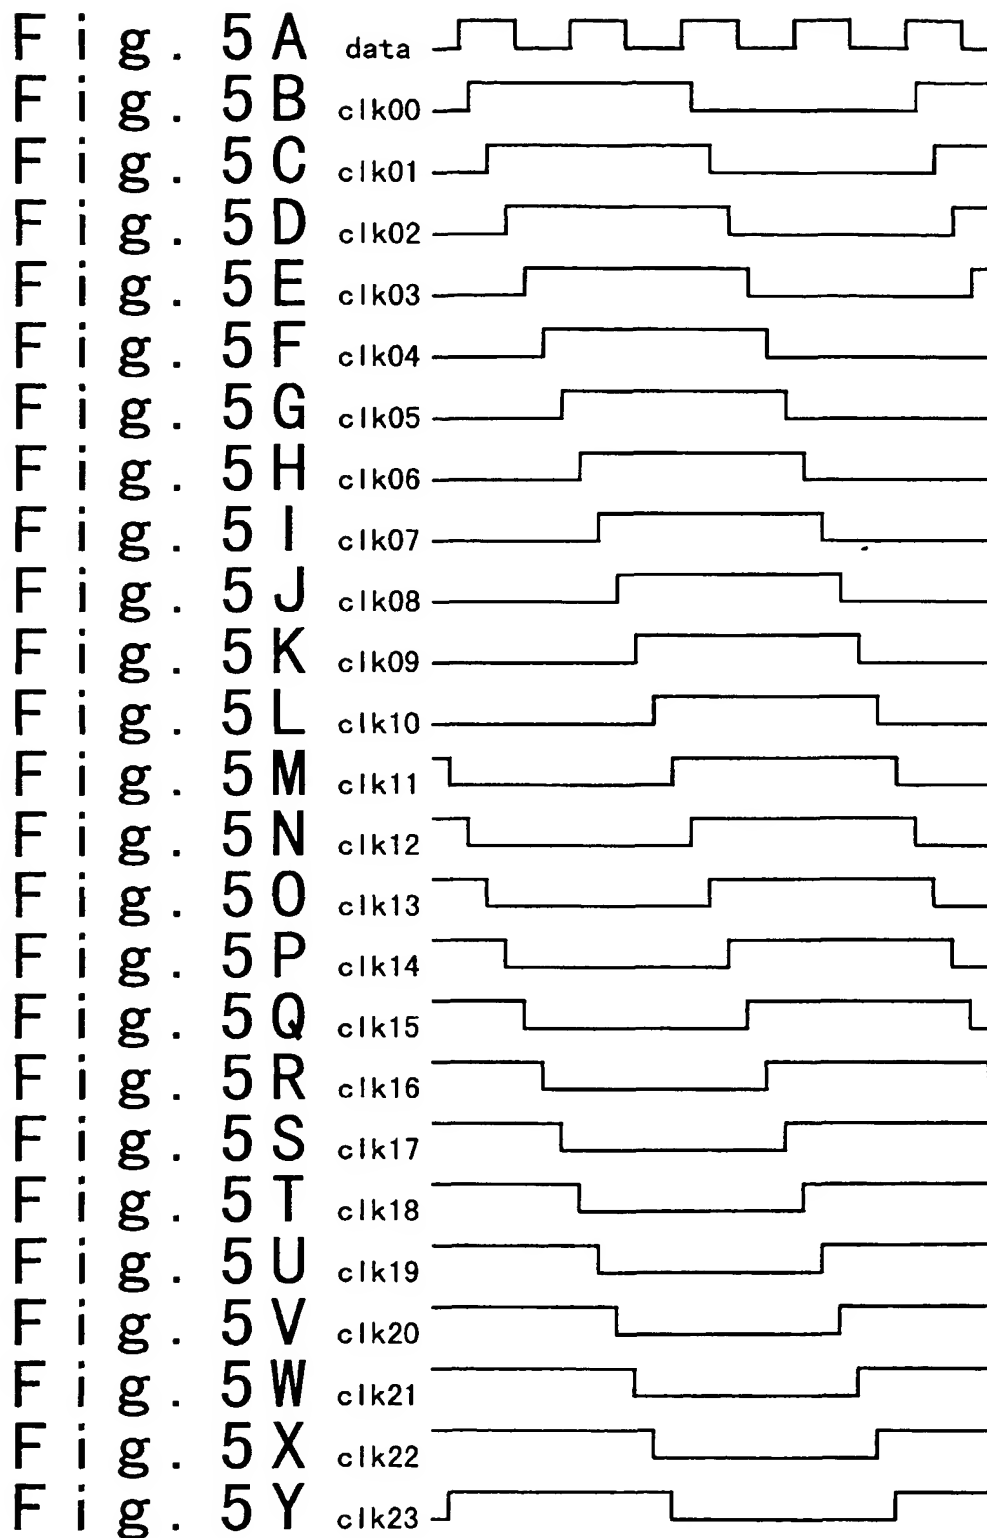 Fig. 5A data
Fig. 5B clk00
Fig. 5C clk01
Fig. 5D clk02
Fig. 5E clk03
Fig. 5F clk04
Fig. 5G clk05
Fig. 5H clk06
Fig. 5I clk07
Fig. 5J clk08
Fig. 5K clk09
Fig. 5L clk10
Fig. 5M clk11
Fig. 5N clk12
Fig. 5O clk13
Fig. 5P clk14
Fig. 5Q clk15
Fig. 5R clk16
Fig. 5S clk17
Fig. 5T clk18
Fig. 5U clk19
Fig. 5V clk20
Fig. 5W clk21
Fig. 5X clk22
Fig. 5Y clk23